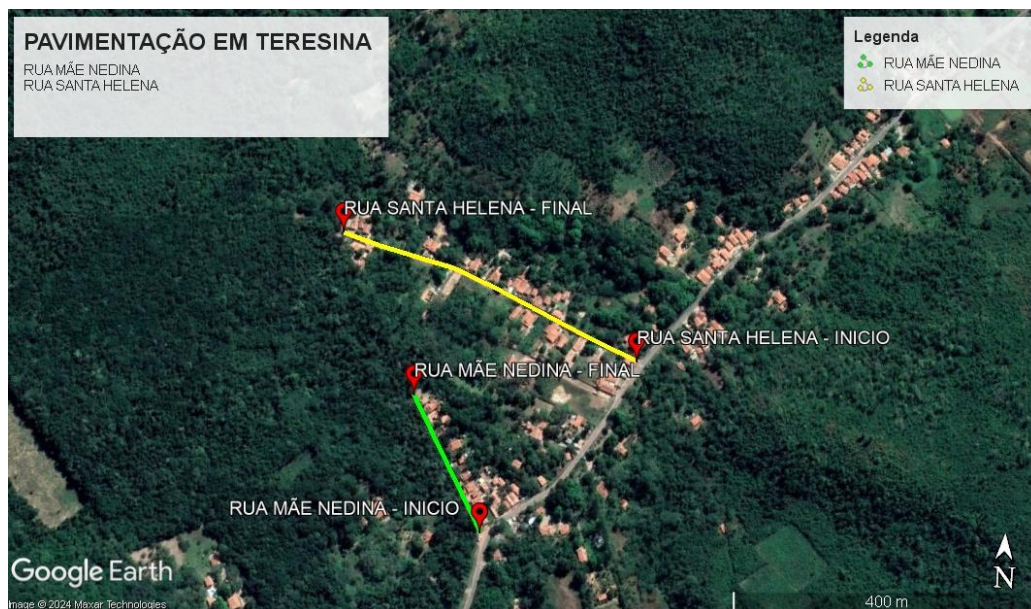 PAVIMENTAÇÃO EM TERESINA
RUA MÃE NEDINA
RUA SANTA HELENA
Legenda
RUA MÃE NEDINA
RUA SANTA HELENA
RUA SANTA HELENA - FINAL
RUA SANTA HELENA - INICIO
RUA MÃE NEDINA - FINAL
RUA MÃE NEDINA - INICIO
Google Earth
Image © 2024 Maxar Technologies
400 m
N